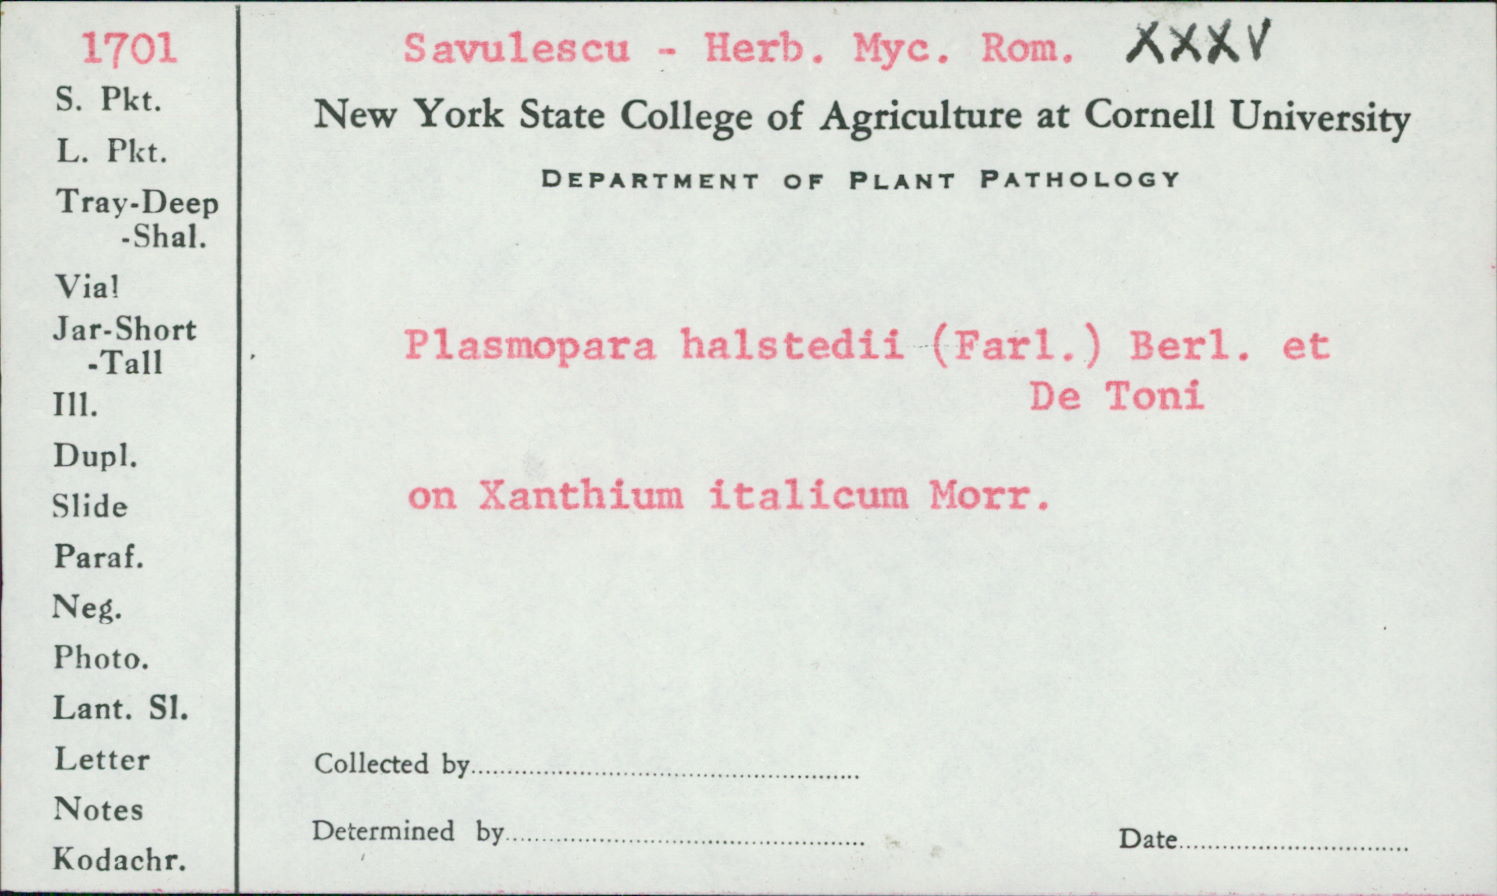 1701
S. Pkt.
L. Pkt.
Tray-Deep
-Shal.
Vial
Jar-Short
-Tall
Ill.
Dupl.
Slide
Paraf.
Neg.
Photo.
Lant. Sl.
Letter
Notes
Kodachr.
Savulescu - Herb. Myc. Rom. XXXV
New York State College of Agriculture at Cornell University
DEPARTMENT OF PLANT PATHOLOGY
Plasmopara halstedii (Farl.) Berl. et
De Toni
on Xanthium italicum Morr.
Collected by
Determined by
Date